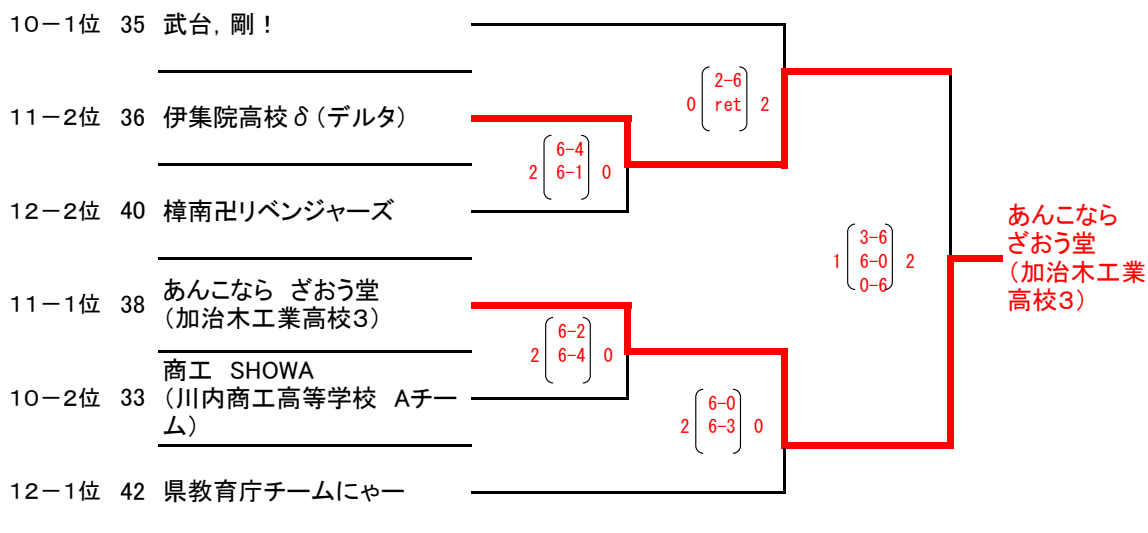 10－1位 35 武台，剛！
0 2-6 2
ret
11－2位 36 伊集院高校δ（デルタ）
2 6-4 0
6-1
12－2位 40 樟南卍リベンジャーズ
1 3-6 2
6-0
0-6
あんこなら
ざおう堂
（加治木工業
高校3）
11－1位 38 あんこなら　ざおう堂
（加治木工業高校3）
2 6-2 0
6-4
10－2位 33 商工　SHOWA
（川内商工高等学校　Aチー
ム）
2 6-0 0
6-3
12－1位 42 県教育庁チームにゃー